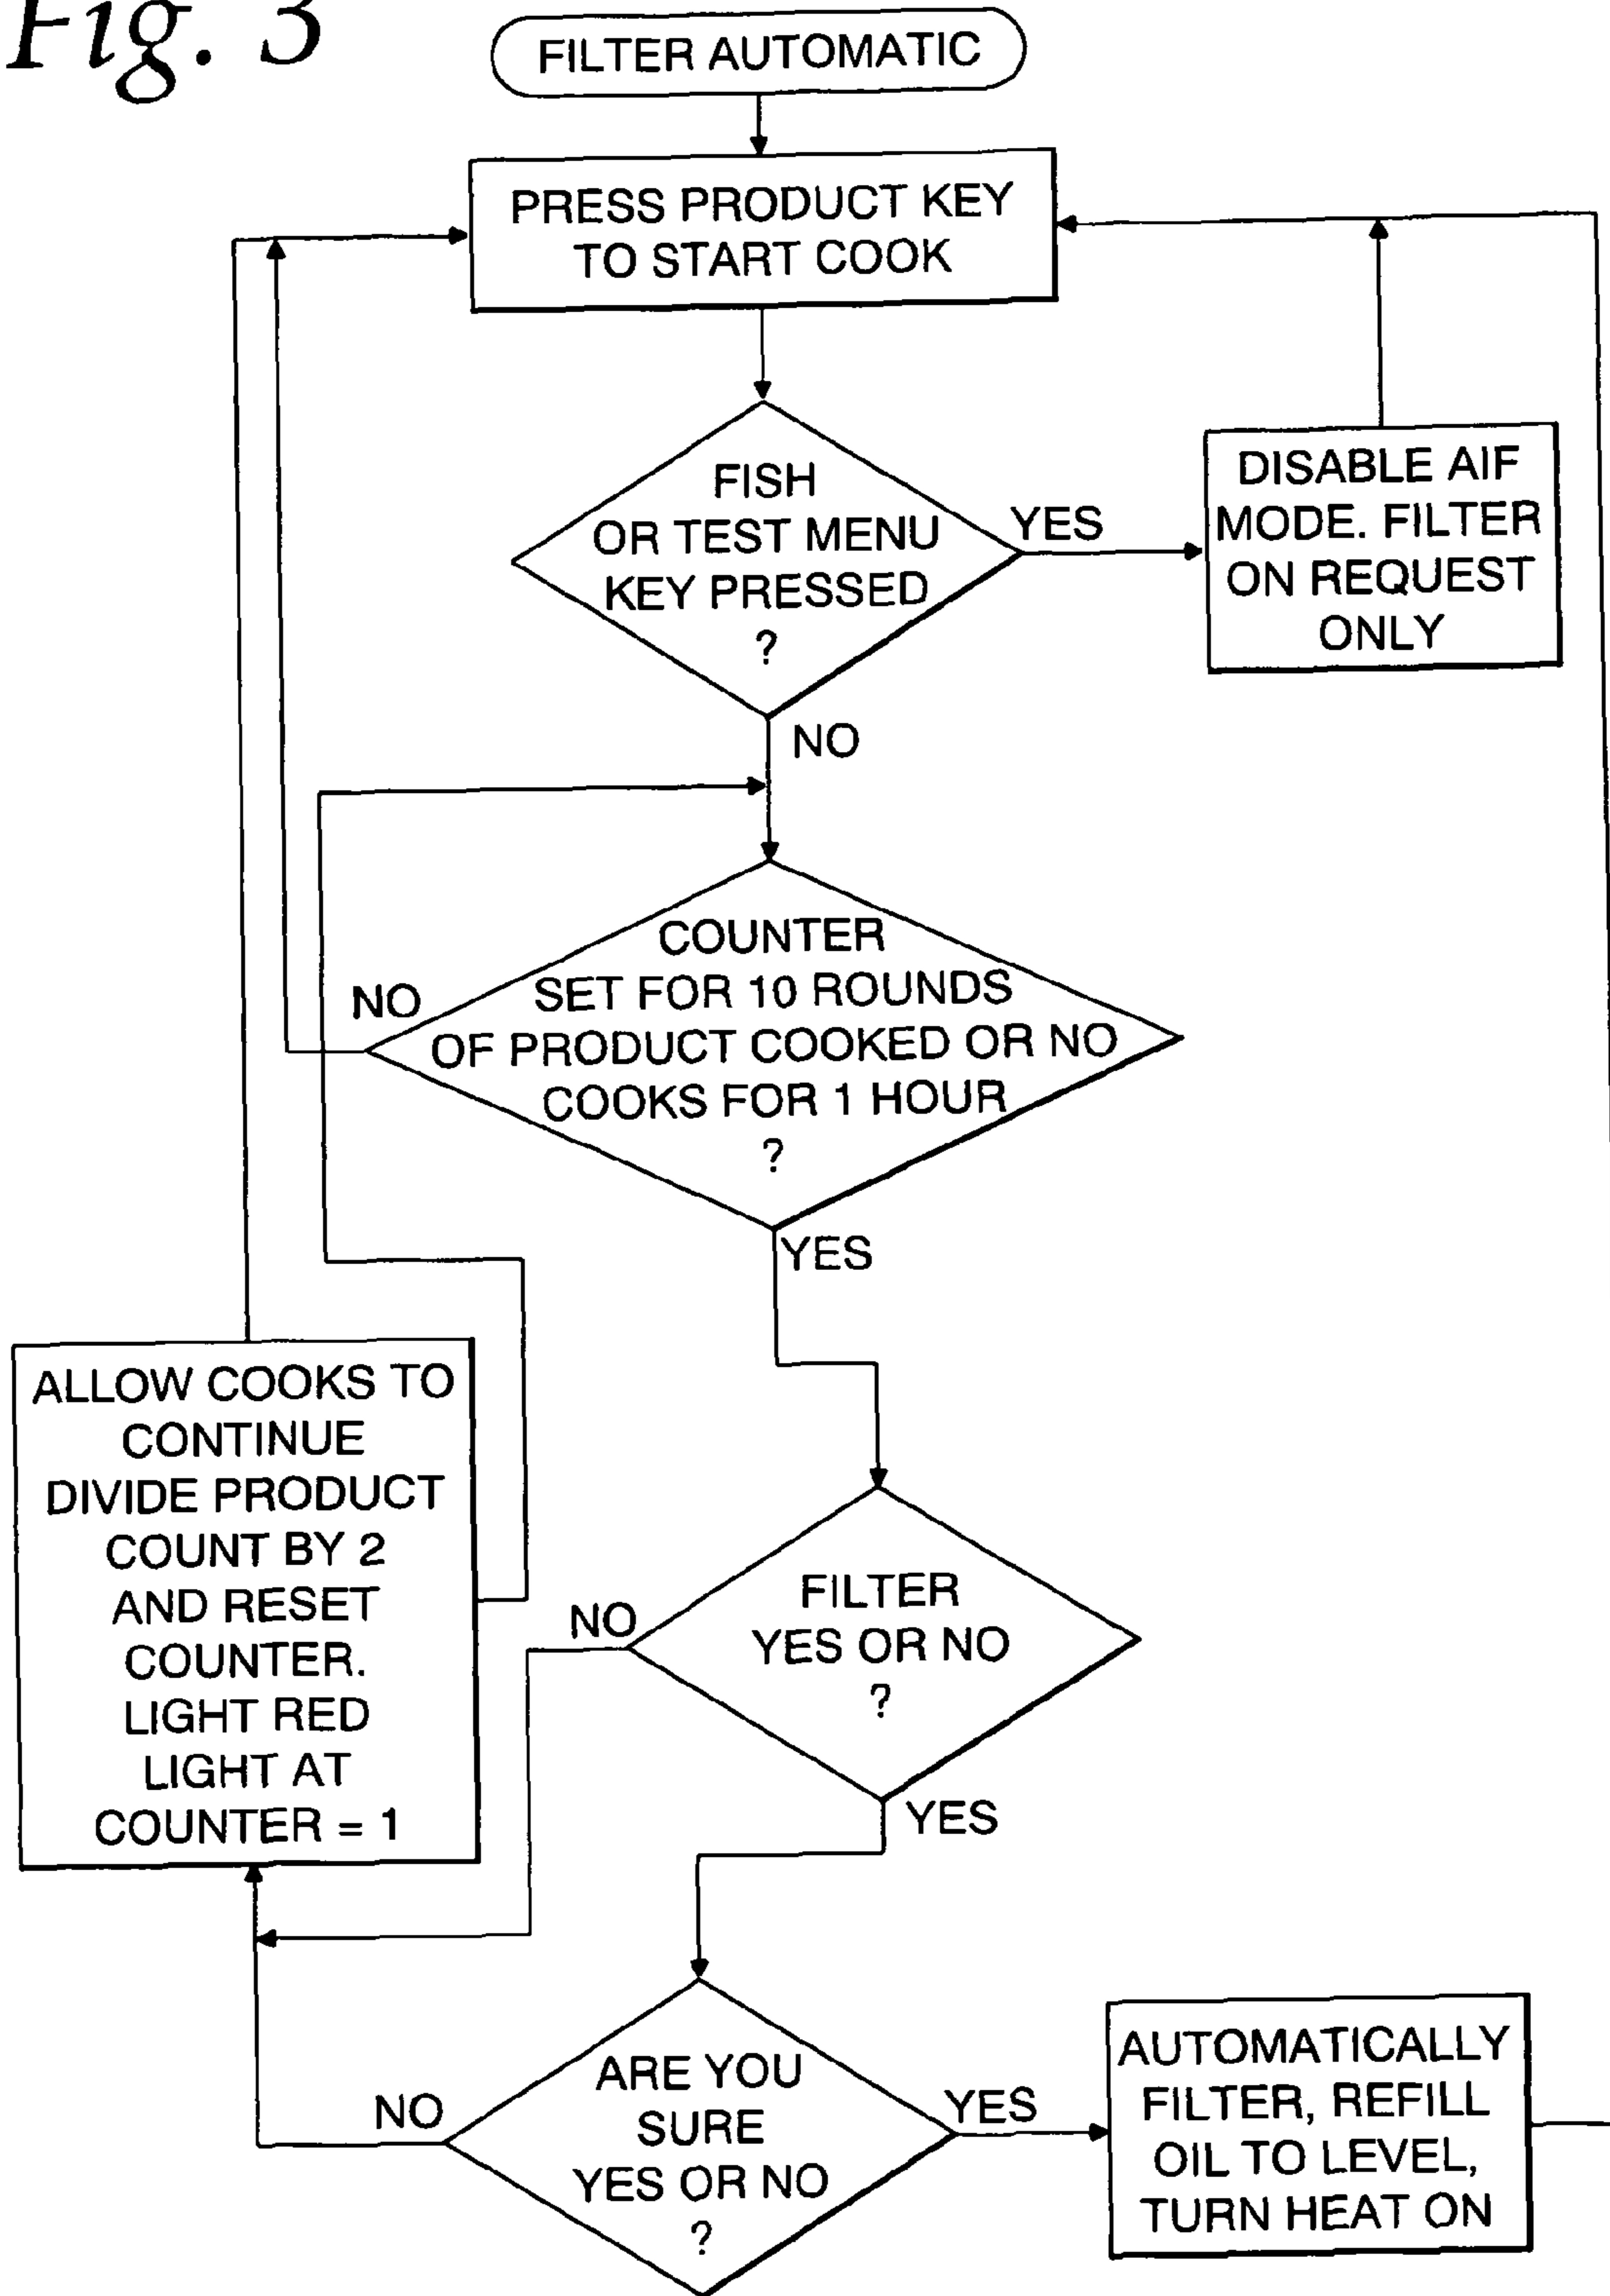 Fig. 3
FILTER AUTOMATIC
PRESS PRODUCT KEY
TO START COOK
FISH
OR TEST MENU
KEY PRESSED
?
YES
DISABLE AIF
MODE. FILTER
ON REQUEST
ONLY
NO
COUNTER
SET FOR 10 ROUNDS
OF PRODUCT COOKED OR NO
COOKS FOR 1 HOUR
?
NO
YES
ALLOW COOKS TO
CONTINUE
DIVIDE PRODUCT
COUNT BY 2
AND RESET
COUNTER.
LIGHT RED
LIGHT AT
COUNTER = 1
FILTER
YES OR NO
?
NO
YES
ARE YOU
SURE
YES OR NO
?
NO
YES
AUTOMATICALLY
FILTER, REFILL
OIL TO LEVEL,
TURN HEAT ON